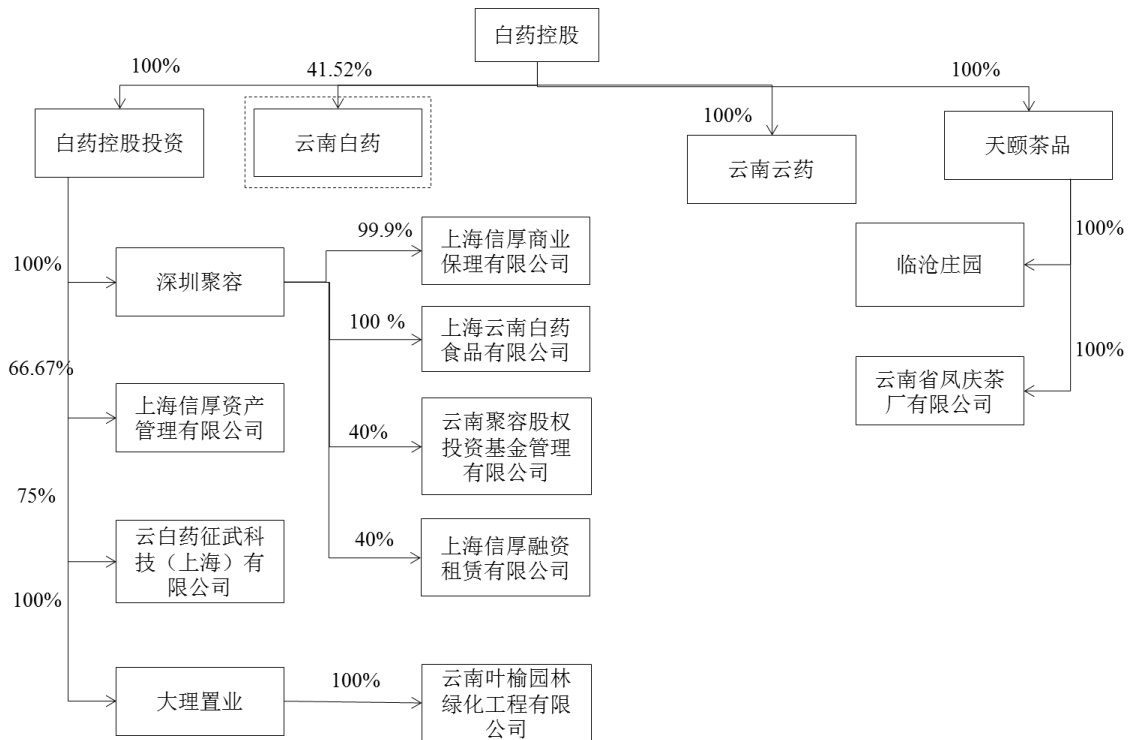 白药控股
100%
41.52%
100%
100%
白药控股投资
云南白药
云南云药
天颐茶品
100%
深圳聚容
99.9%
上海信厚商业
保理有限公司
100%
临沧庄园
100 %
上海云南白药
食品有限公司
100%
云南省凤庆茶
厂有限公司
66.67%
上海信厚资产
管理有限公司
40%
云南聚容股权
投资基金管理
有限公司
75%
云白药征武科
技（上海）有
限公司
40%
上海信厚融资
租赁有限公司
100%
大理置业
100%
云南叶榆园林
绿化工程有限
公司